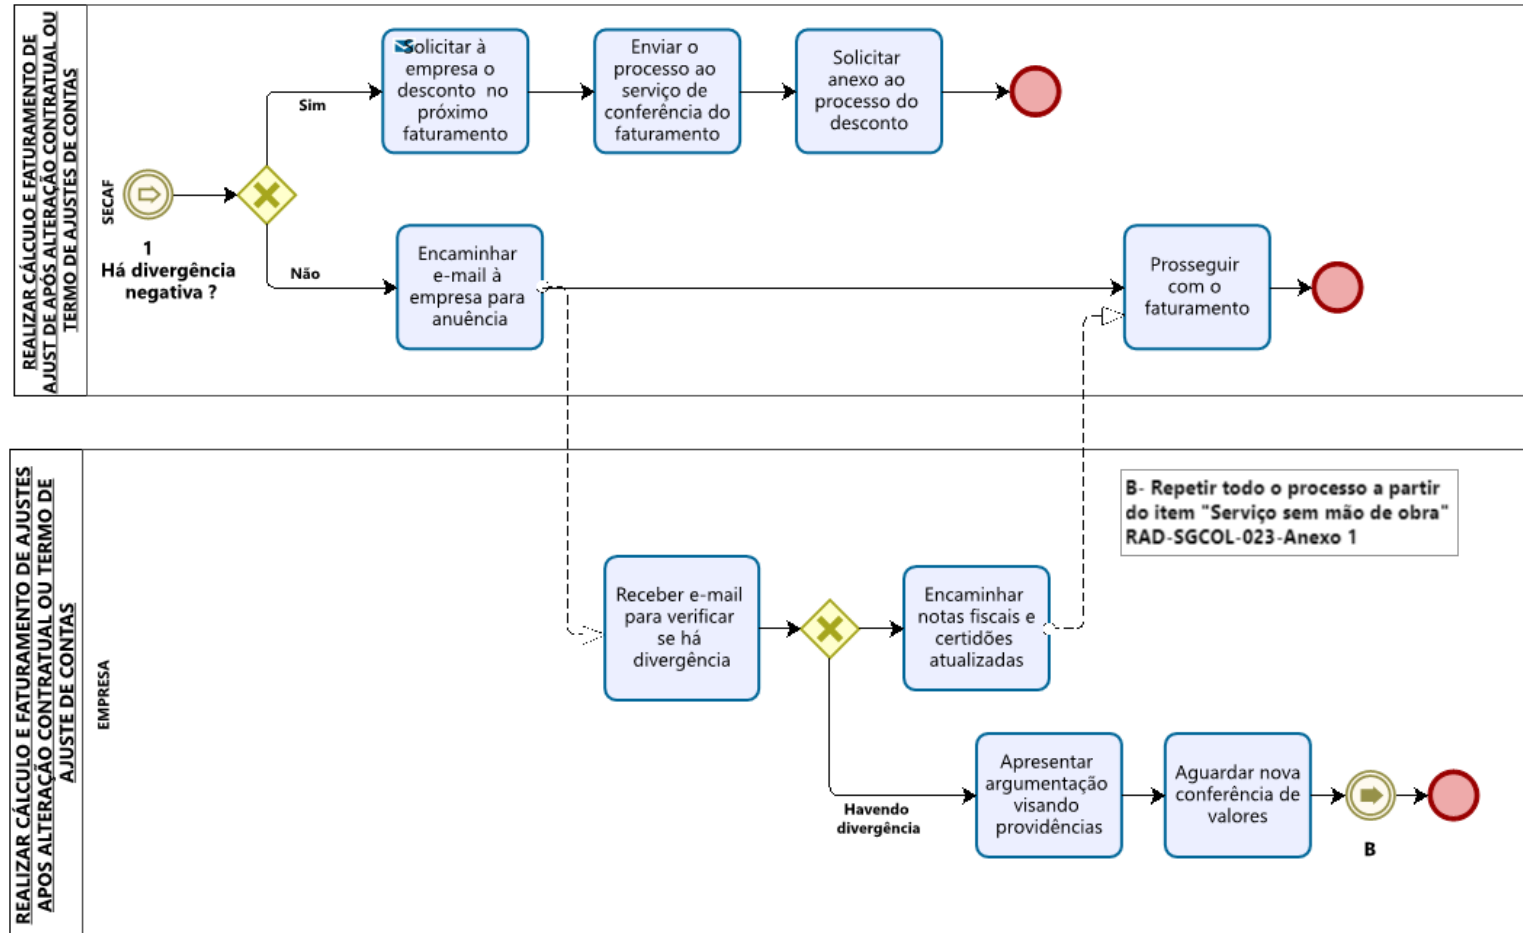 REALIZAR CÁLCULO E FATURAMENTO DE
AJUST DE APÓS ALTERAÇÃO CONTRATUAL OU
TERMO DE AJUSTES DE CONTAS
SECAF
1
Há divergência
negativa ?
Sim
Solicitar à
empresa o
desconto no
próximo
faturamento
Enviar o
processo ao
serviço de
conferência do
faturamento
Solicitar
anexo ao
processo do
desconto
Não
Encaminhar
e-mail à
empresa para
anuência
Prosseguir
com o
faturamento
REALIZAR CÁLCULO E FATURAMENTO DE AJUSTES
APOS ALTERAÇÃO CONTRATUAL OU TERMO DE
AJUSTE DE CONTAS
EMPRESA
B- Repetir todo o processo a partir
do item "Serviço sem mão de obra"
RAD-SGCOL-023-Anexo 1
Receber e-mail
para verificar
se há
divergência
Encaminhar
notas fiscais e
certidões
atualizadas
Havendo
divergência
Apresentar
argumentação
visando
providências
Aguardar nova
conferência de
valores
B